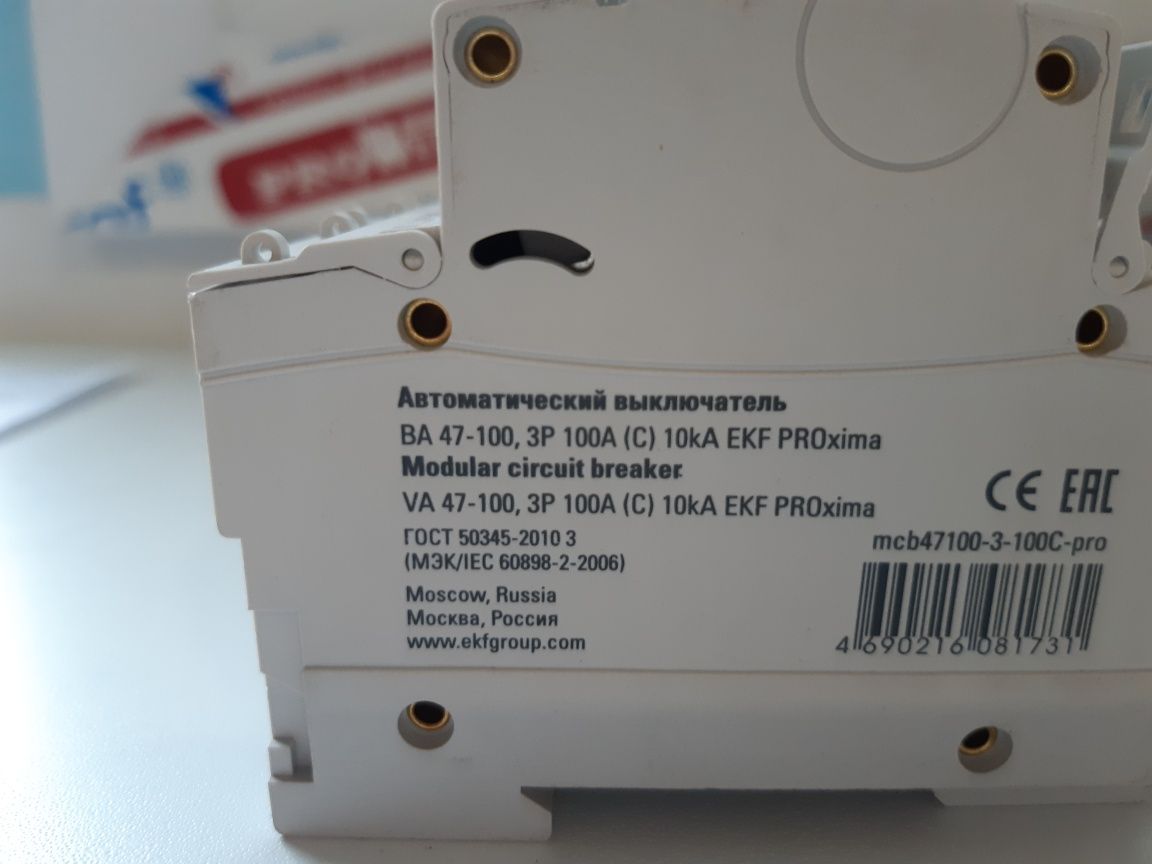 PROxima
Автоматический выключатель
ВА 47-100, 3P 100A (C) 10kA EKF PROxima
Modular circuit breaker
VA 47-100, 3P 100A (C) 10kA EKF PROxima
CE EAC
ГОСТ 50345-2010 3
(МЭК/IEC 60898-2-2006)
mcb47100-3-100C-pro
Moscow, Russia
Москва, Россия
www.ekfgroup.com
4 690216 081731